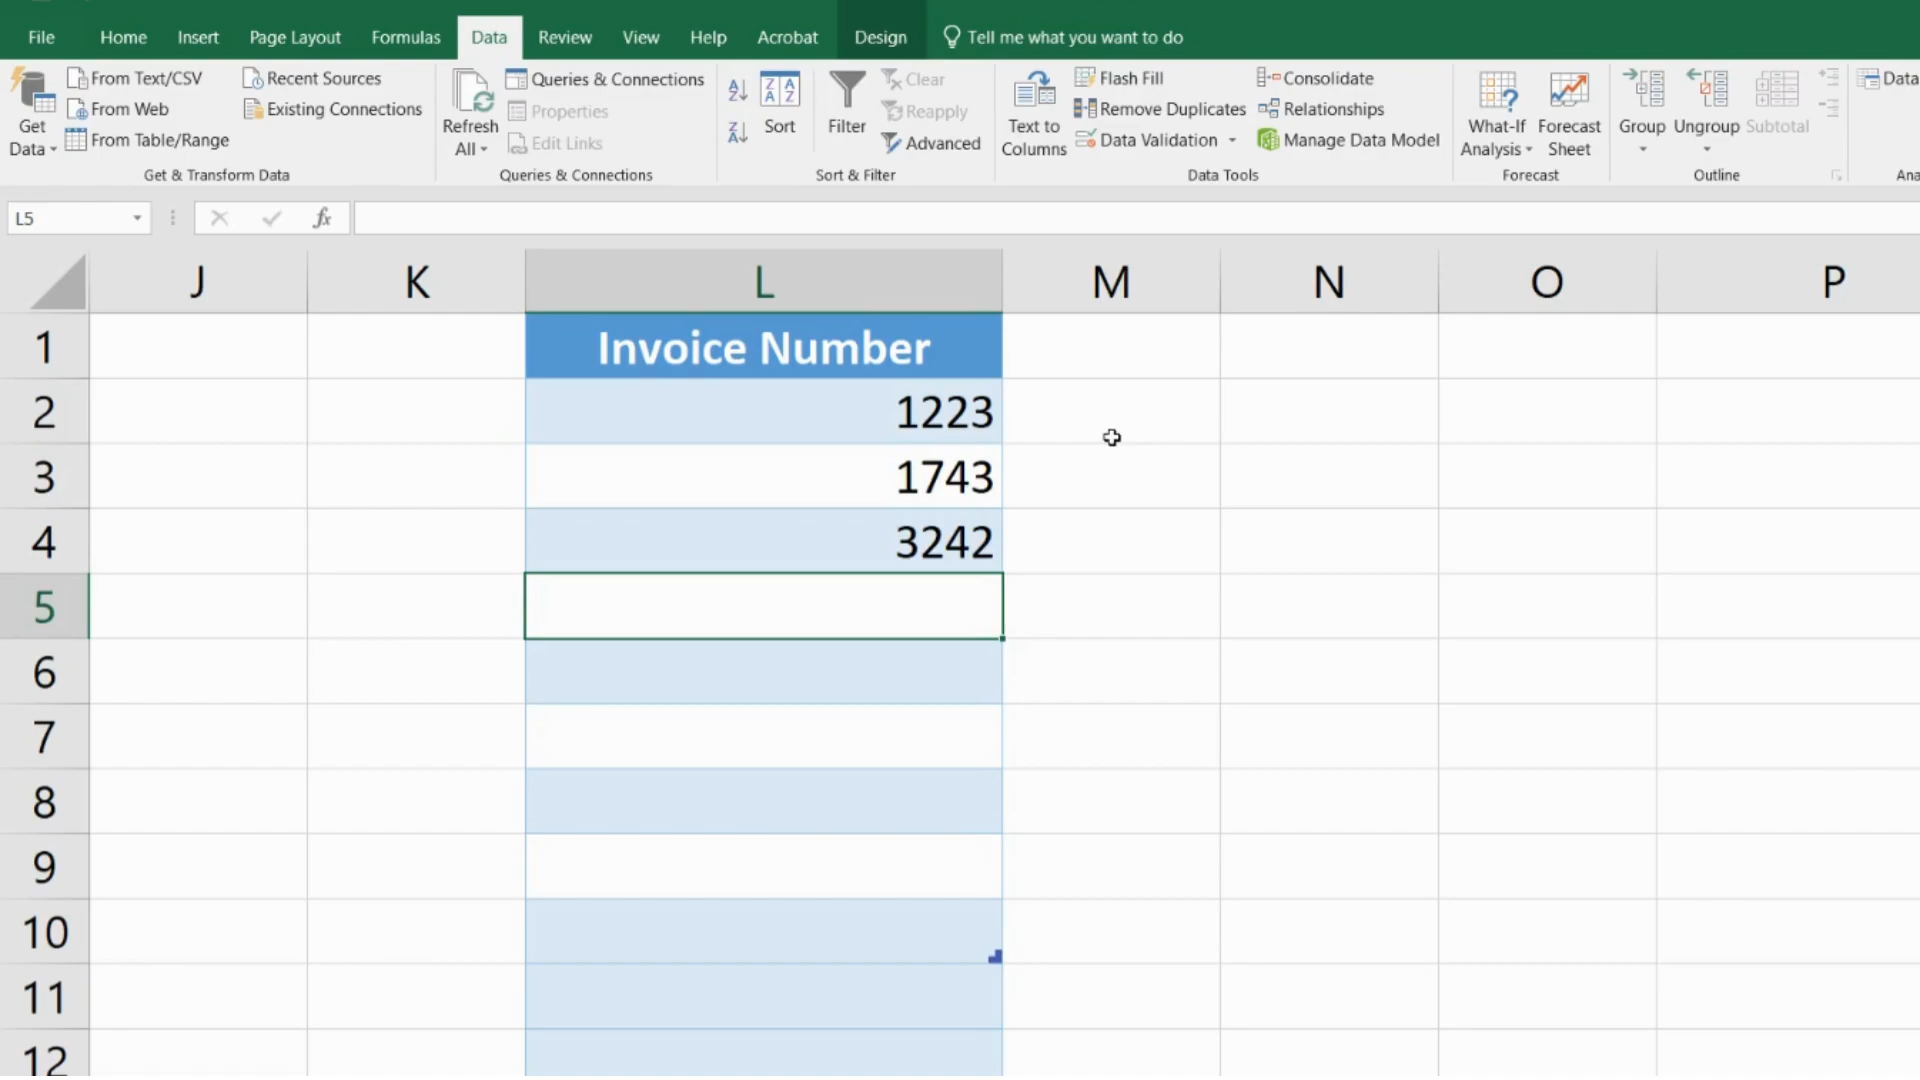 File Home Insert Page Layout Formulas Data Review View Help Acrobat Design Tell me what you want to do
Get Data
From Text/CSV
From Web
From Table/Range
Recent Sources
Existing Connections
Get & Transform Data
Refresh All
Queries & Connections
Properties
Edit Links
Queries & Connections
Sort
Filter
Clear
Reapply
Advanced
Sort & Filter
Text to Columns
Flash Fill
Remove Duplicates
Data Validation
Consolidate
Relationships
Manage Data Model
Data Tools
What-If Analysis
Forecast Sheet
Forecast
Group
Ungroup
Subtotal
Outline
Data
Ana
L5 fx
J K L M N O P
1 Invoice Number
2 1223
3 1743
4 3242
5
6
7
8
9
10
11
12